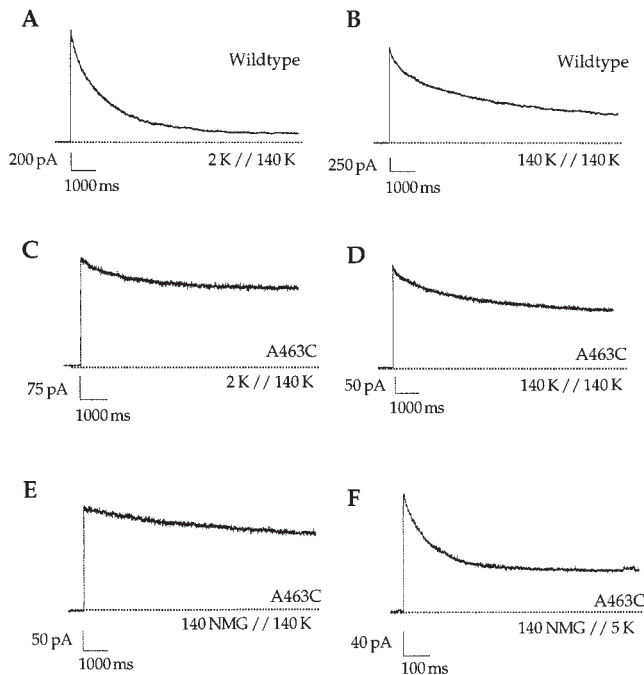 A
Wildtype
200 pA
1000 ms
2 K // 140 K
B
Wildtype
250 pA
1000 ms
140 K // 140 K
C
A463C
75 pA
1000 ms
2 K // 140 K
D
A463C
50 pA
1000 ms
140 K // 140 K
E
A463C
50 pA
1000 ms
140 NMG // 140 K
F
A463C
40 pA
100 ms
140 NMG // 5 K